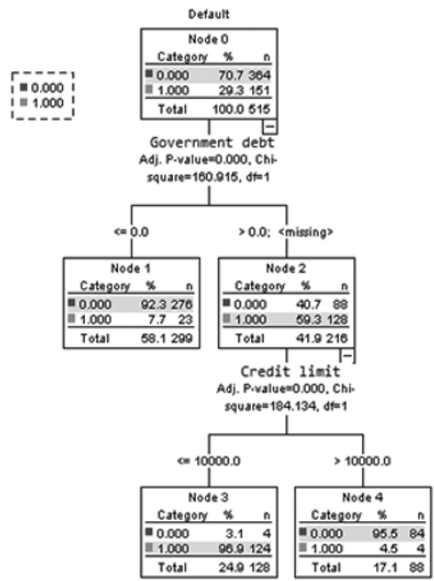 Default
0.000
1.000
Node 0
Category % n
0.000 70.7 364
1.000 29.3 151
Total 100.0 515
Government debt
Adj. P-value=0.000, Chi-
square=160.915, df=1
<= 0.0
> 0.0; <missing>
Node 1
Category % n
0.000 92.3 276
1.000 7.7 23
Total 58.1 299
Node 2
Category % n
0.000 40.7 88
1.000 59.3 128
Total 41.9 216
Credit limit
Adj. P-value=0.000, Chi-
square=184.134, df=1
<= 10000.0
> 10000.0
Node 3
Category % n
0.000 3.1 4
1.000 96.9 124
Total 24.9 128
Node 4
Category % n
0.000 95.5 84
1.000 4.5 4
Total 17.1 88